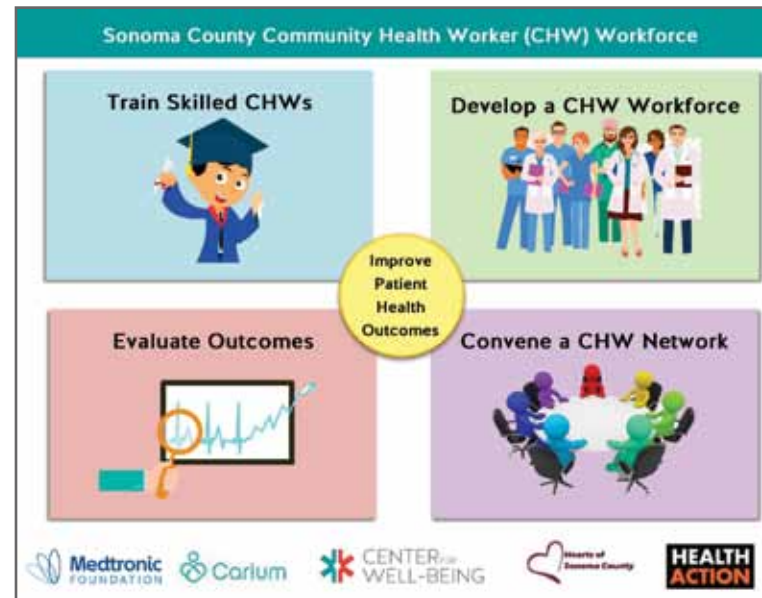 Sonoma County Community Health Worker (CHW) Workforce
Train Skilled CHWs
Develop a CHW Workforce
Improve
Patient
Health
Outcomes
Evaluate Outcomes
Convene a CHW Network
Medtronic
FOUNDATION
Carium
CENTER FOR
WELL-BEING
Hearts of
Sonoma County
HEALTH
ACTION